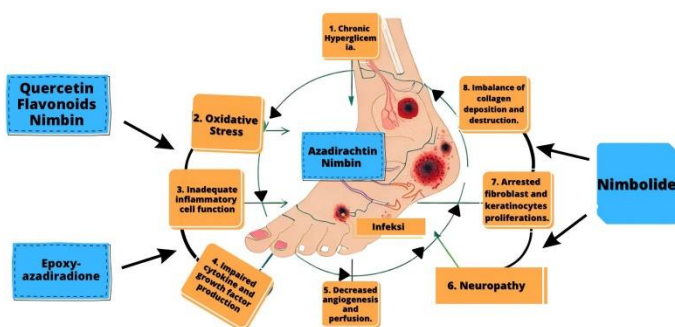 1. Chronic
Hyperglicem
ia.
Quercetin
Flavonoids
Nimbin
2. Oxidative
Stress
8. Imbalance of
collagen
deposition and
destruction.
Azadirachtin
Nimbin
3. Inadequate
inflammatory
cell function
7. Arrested
fibroblast and
keratinocytes
proliferations.
Nimbolide
Infeksi
Epoxy-
azadiradione
4. Impaired
cytokine and
growth factor
production
5. Decreased
angiogenesis
and
perfusion.
6. Neuropathy